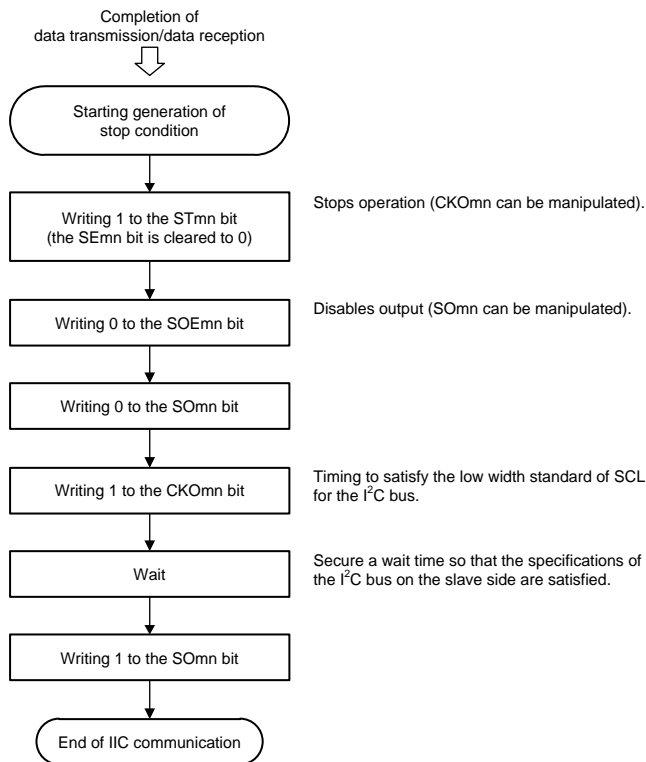 Completion of
data transmission/data reception
Starting generation of
stop condition
Writing 1 to the STmn bit
(the SEmn bit is cleared to 0)
Stops operation (CKOmn can be manipulated).
Writing 0 to the SOEmn bit
Disables output (SOmn can be manipulated).
Writing 0 to the SOmn bit
Writing 1 to the CKOmn bit
Timing to satisfy the low width standard of SCL
for the I²C bus.
Wait
Secure a wait time so that the specifications of
the I²C bus on the slave side are satisfied.
Writing 1 to the SOmn bit
End of IIC communication